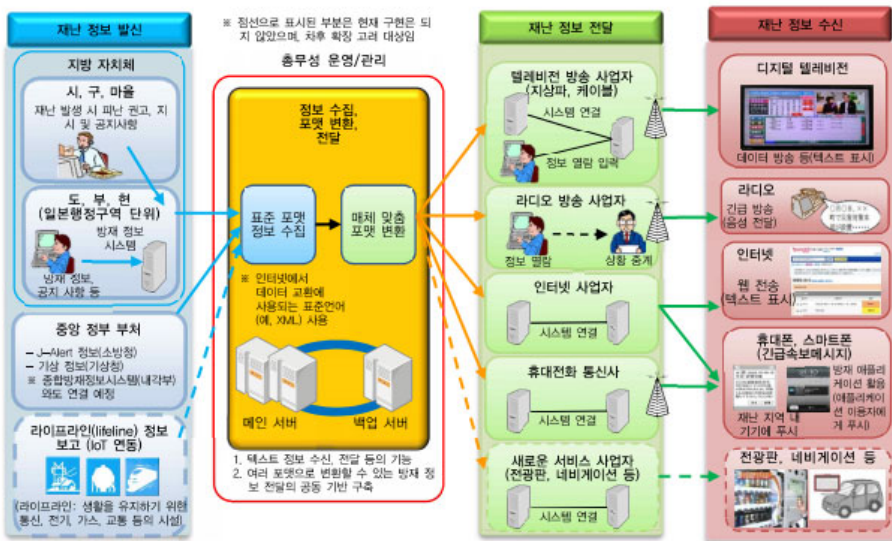 재난 정보 발신
지방 자치체
시, 구, 마을
재난 발생 시 피난 권고, 지
시 및 공지사항
도, 부, 현
(일본행정구역 단위)
방재 정보
시스템
방재 정보,
공지 사항 등
중앙 정부 부처
– J-Alert 정보(소방청)
– 기상 정보(기상청)
※ 종합방재정보시스템(내각부)
와도 연결 예정
라이프라인(lifeline) 정보
보고 (IoT 연동)
(라이프라인: 생활을 유지하기 위한
통신, 전기, 가스, 교통 등의 시설)
※ 점선으로 표시된 부분은 현재 구현은 되
지 않았으며, 차후 확장 고려 대상임
총무성 운영/관리
정보 수집,
포맷 변환,
전달
표준 포맷
정보 수집
매체 맞춤
포맷 변환
※ 인터넷에서
데이터 교환에
사용되는 표준언어
(예, XML) 사용
메인 서버
백업 서버
1. 텍스트 정보 수신, 전달 등의 기능
2. 여러 포맷으로 변환할 수 있는 방재 정
보 전달의 공동 기반 구축
재난 정보 전달
텔레비전 방송 사업자
(지상파, 케이블)
시스템 연결
정보 열람 입력
라디오 방송 사업자
정보 열람
상황 중계
인터넷 사업자
시스템 연결
휴대전화 통신사
시스템 연결
새로운 서비스 사업자
(전광판, 네비게이션 등)
시스템 연결
재난 정보 수신
디지털 텔레비전
데이터 방송 등(텍스트 표시)
라디오
긴급 방송
(음성 전달)
인터넷
웹 전송
(텍스트 표시)
휴대폰, 스마트폰
(긴급속보메시지)
재난 지역 내
기기에 푸시
방재 애플리
케이션 활용
(애플리케이
션 이용자에
게 푸시)
전광판, 네비게이션 등